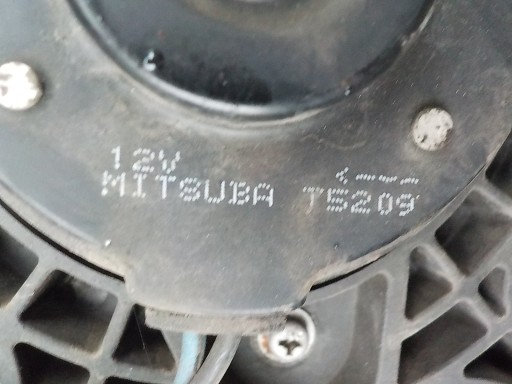 12V <----
MITSUBA T5209